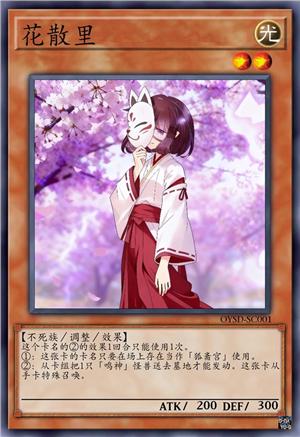 花散里
光
OYSD-SC001
【不死族／调整／效果】
这个卡名的②的效果1回合只能使用1次。
①：这张卡的卡名只要在场上存在当作「狐斋宫」使用。
②：从卡组把1只「鸣神」怪兽送去墓地才能发动。这张卡从
手卡特殊召唤。
ATK/ 200 DEF/ 300